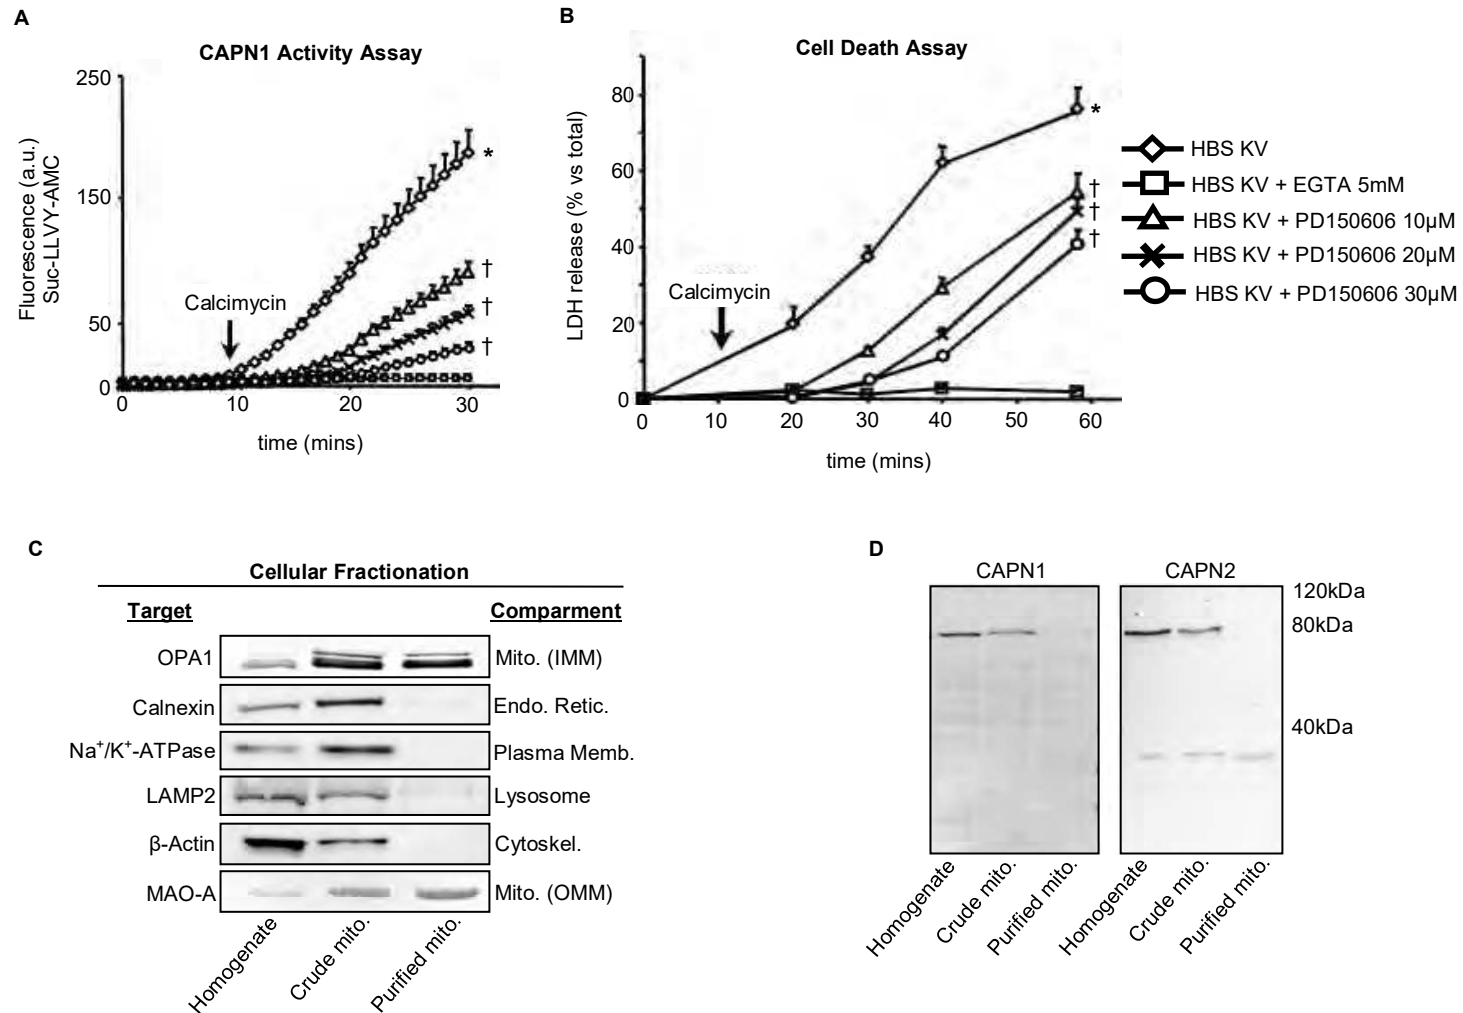 A
CAPN1 Activity Assay
Fluorescence (a.u.)
Suc-LLVY-AMC
250
150
50
0
Calcimycin
*
†
†
†
0 10 20 30
time (mins)
B
Cell Death Assay
LDH release (% vs total)
80
60
40
20
0
Calcimycin
*
†
†
†
0 10 20 30 40 50 60
time (mins)
HBS KV
HBS KV + EGTA 5mM
HBS KV + PD150606 10µM
HBS KV + PD150606 20µM
HBS KV + PD150606 30µM
C
Cellular Fractionation
Target Comparment
OPA1 Mito. (IMM)
Calnexin Endo. Retic.
Na⁺/K⁺-ATPase Plasma Memb.
LAMP2 Lysosome
β-Actin Cytoskel.
MAO-A Mito. (OMM)
Homogenate
Crude mito.
Purified mito.
D
CAPN1 CAPN2
120kDa
80kDa
40kDa
Homogenate
Crude mito.
Purified mito.
Homogenate
Crude mito.
Purified mito.